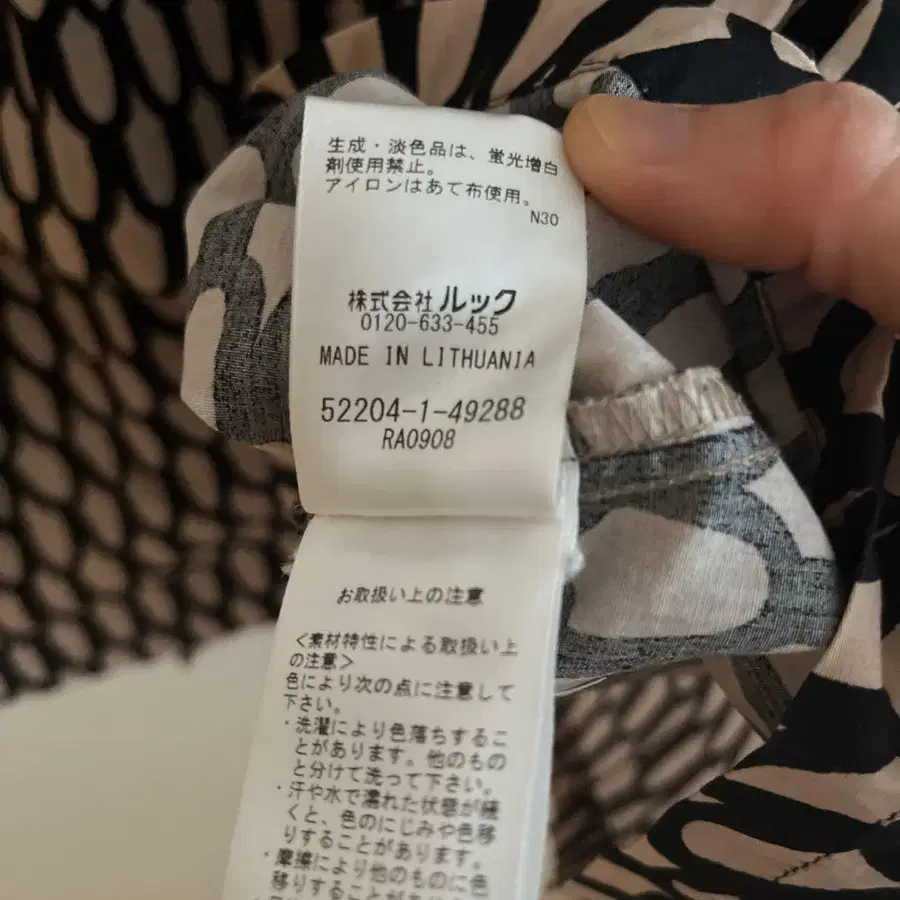 生成・淡色品は、蛍光増白
剤使用禁止。
アイロンはあて布使用。
N30
株式会社 ルック
0120-633-455
MADE IN LITHUANIA
52204-1-49288
RA0908
お取扱い上の注意
<素材特性による取扱い上
の注意>
色により次の点に注意して
下さい。
・洗濯により色落ちするこ
とがあります。他のもの
と分けて洗って下さい。
・汗や水で濡れた状態が続
くと、色のにじみや色移
りすることがあります。
・摩擦により他のものに色
移りすることがあ